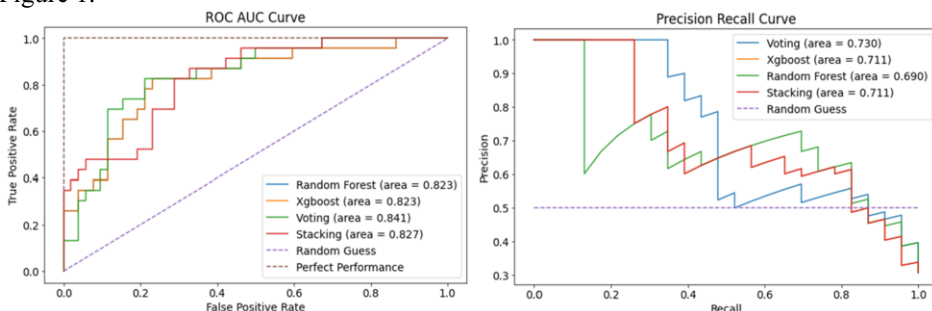 Figure 1.
ROC AUC Curve
True Positive Rate
1.0
0.8
0.6
0.4
0.2
0.0
Random Forest (area = 0.823)
Xgboost (area = 0.823)
Voting (area = 0.841)
Stacking (area = 0.827)
Random Guess
Perfect Performance
0.0 0.2 0.4 0.6 0.8 1.0
False Positive Rate
Precision Recall Curve
Precision
1.0
0.9
0.8
0.7
0.6
0.5
0.4
0.3
Voting (area = 0.730)
Xgboost (area = 0.711)
Random Forest (area = 0.690)
Stacking (area = 0.711)
Random Guess
0.0 0.2 0.4 0.6 0.8 1.0
Recall